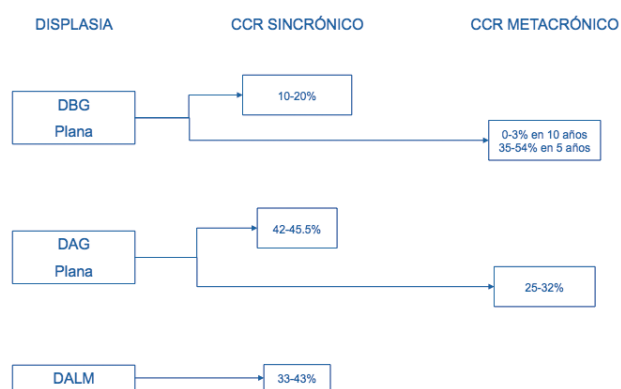 DISPLASIA
CCR SINCRÓNICO
CCR METACRÓNICO
DBG
Plana
10-20%
0-3% en 10 años
35-54% en 5 años
DAG
Plana
42-45.5%
25-32%
DALM
33-43%